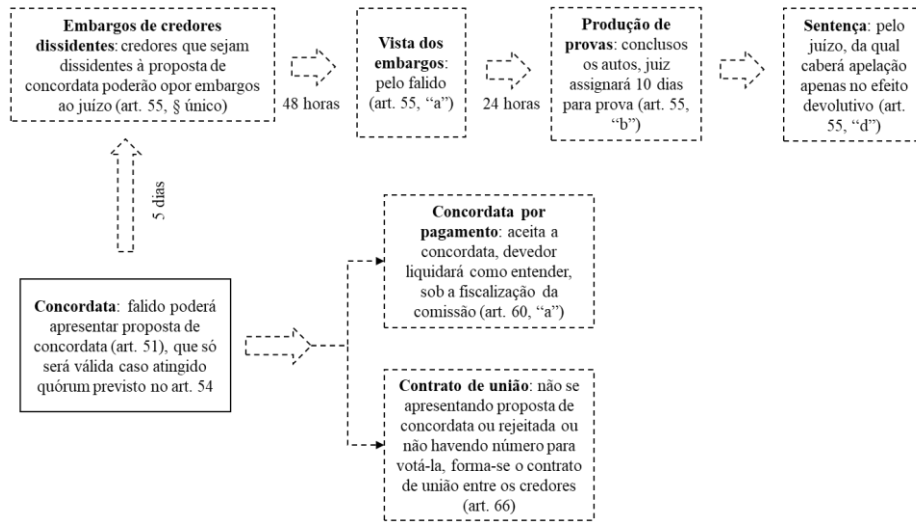 Embargos de credores
dissidentes: credores que sejam
dissidentes à proposta de
concordata poderão opor embargos
ao juízo (art. 55, § único)
48 horas
Vista dos
embargos:
pelo falido
(art. 55, “a”)
24 horas
Produção de
provas: conclusos
os autos, juiz
assignará 10 dias
para prova (art. 55,
“b”)
Sentença: pelo
juízo, da qual
caberá apelação
apenas no efeito
devolutivo (art.
55, “d”)
5 dias
Concordata: falido poderá
apresentar proposta de
concordata (art. 51), que só
será válida caso atingido
quórum previsto no art. 54
Concordata por
pagamento: aceita a
concordata, devedor
liquidará como entender,
sob a fiscalização da
comissão (art. 60, “a”)
Contrato de união: não se
apresentando proposta de
concordata ou rejeitada ou
não havendo número para
votá-la, forma-se o contrato
de união entre os credores
(art. 66)